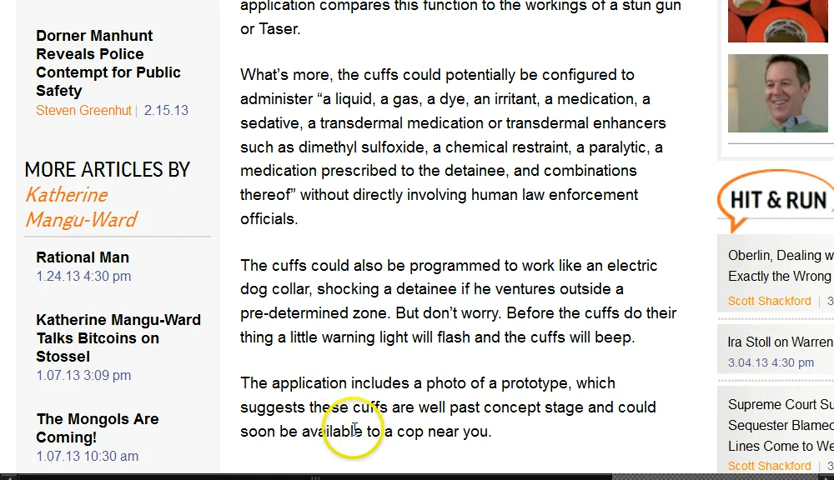 application compares this function to the workings of a stun gun
or Taser.
What's more, the cuffs could potentially be configured to
administer “a liquid, a gas, a dye, an irritant, a medication, a
sedative, a transdermal medication or transdermal enhancers
such as dimethyl sulfoxide, a chemical restraint, a paralytic, a
medication prescribed to the detainee, and combinations
thereof” without directly involving human law enforcement
officials.
The cuffs could also be programmed to work like an electric
dog collar, shocking a detainee if he ventures outside a
pre-determined zone. But don't worry. Before the cuffs do their
thing a little warning light will flash and the cuffs will beep.
The application includes a photo of a prototype, which
suggests these cuffs are well past concept stage and could
soon be available to a cop near you.
Dorner Manhunt
Reveals Police
Contempt for Public
Safety
Steven Greenhut | 2.15.13
MORE ARTICLES BY
Katherine
Mangu-Ward
Rational Man
1.24.13 4:30 pm
Katherine Mangu-Ward
Talks Bitcoins on
Stossel
1.07.13 3:09 pm
The Mongols Are
Coming!
1.07.13 10:30 am
HIT & RUN
Oberlin, Dealing w
Exactly the Wrong
Scott Shackford | 3
Ira Stoll on Warren
3.04.13 4:30 pm
Supreme Court Su
Sequester Blamed
Lines Come to We
Scott Shackford | 3